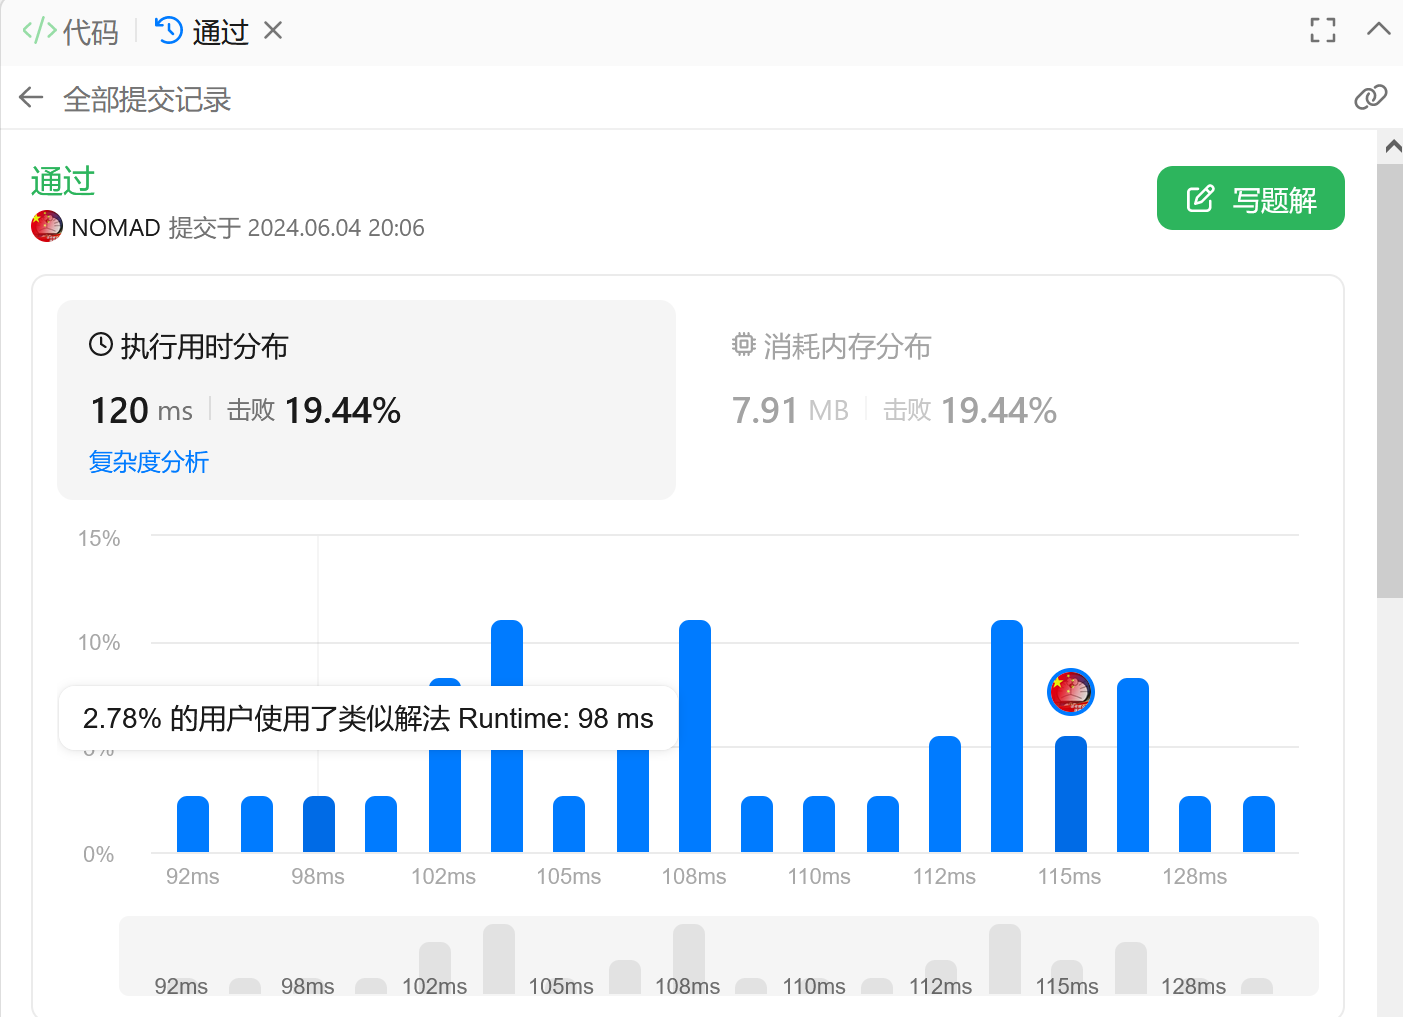 </> 代码 通过
全部提交记录
通过
NOMAD 提交于 2024.06.04 20:06
写题解
执行用时分布
120 ms 击败 19.44%
复杂度分析
消耗内存分布
7.91 MB 击败 19.44%
15%
10%
2.78% 的用户使用了类似解法 Runtime: 98 ms
5%
0%
92ms 98ms 102ms 105ms 108ms 110ms 112ms 115ms 128ms
92ms 98ms 102ms 105ms 108ms 110ms 112ms 115ms 128ms